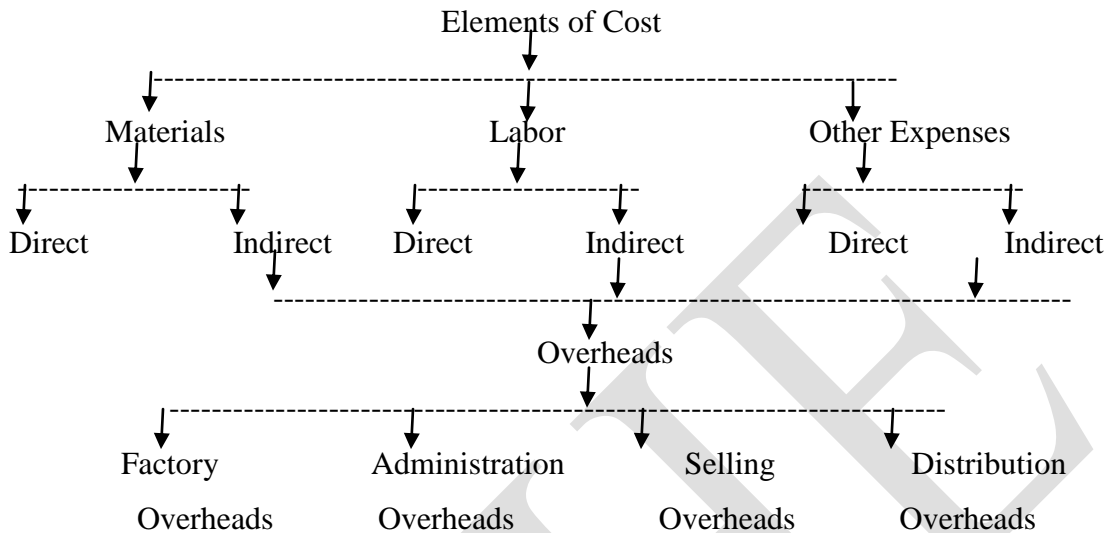 Elements of Cost
Materials Labor Other Expenses
Direct Indirect Direct Indirect Direct Indirect
Overheads
Factory Administration Selling Distribution
Overheads Overheads Overheads Overheads